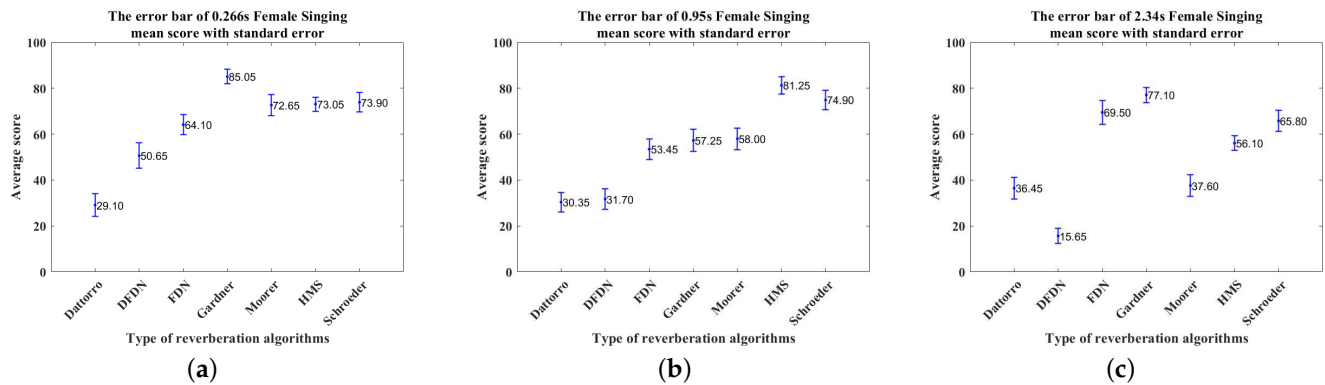 The error bar of 0.266s Female Singing
mean score with standard error
100
80
60
40
20
0
Average score
29.10
50.65
64.10
85.05
72.65
73.05
73.90
Dattorro
DFDN
FDN
Gardner
Moorer
HMS
Schroeder
Type of reverberation algorithms
(a)
The error bar of 0.95s Female Singing
mean score with standard error
100
80
60
40
20
0
Average score
30.35
31.70
53.45
57.25
58.00
81.25
74.90
Dattorro
DFDN
FDN
Gardner
Moorer
HMS
Schroeder
Type of reverberation algorithms
(b)
The error bar of 2.34s Female Singing
mean score with standard error
100
80
60
40
20
0
Average score
36.45
15.65
69.50
77.10
37.60
56.10
65.80
Dattorro
DFDN
FDN
Gardner
Moorer
HMS
Schroeder
Type of reverberation algorithms
(c)